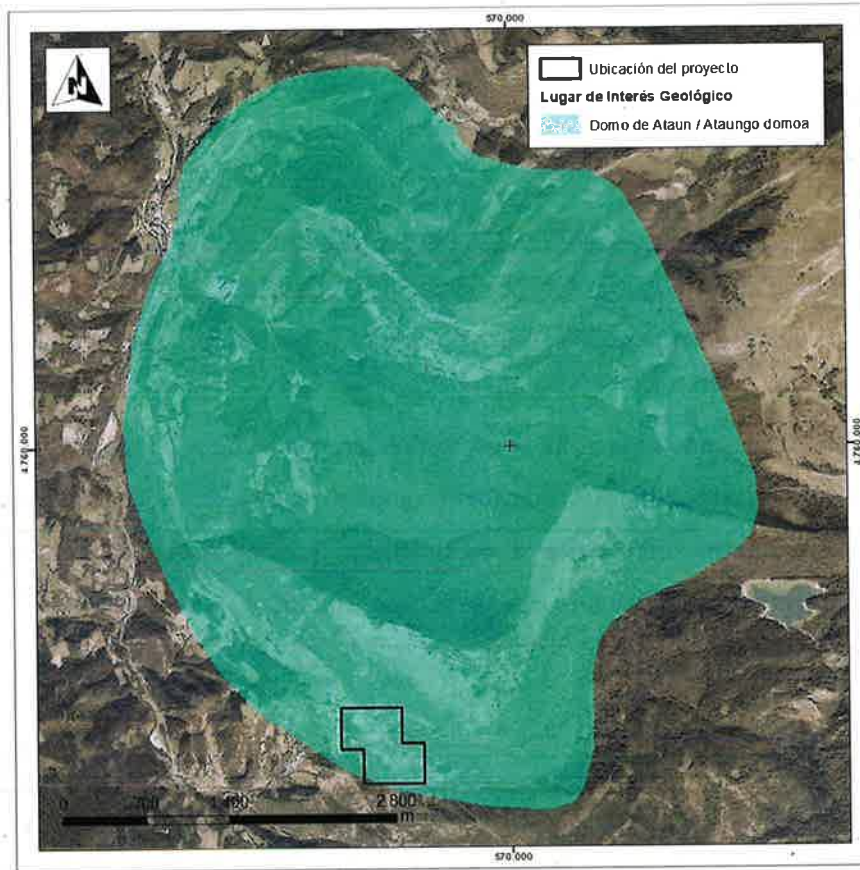 570,000
N
Ubicación del proyecto
Lugar de Interés Geológico
Domo de Ataun / Ataungo domoa
4,760,000
4,760,000
0 700 1 400 2 800
m
570,000